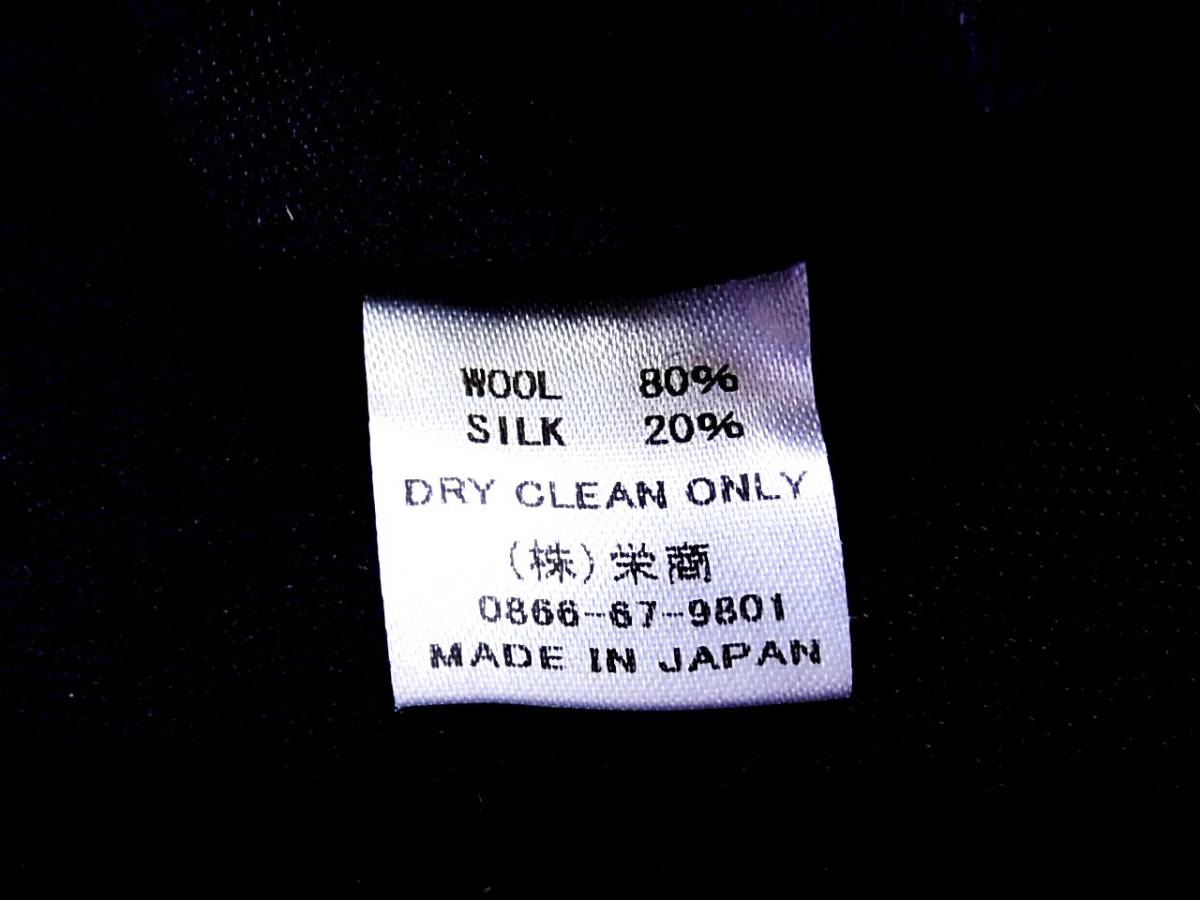 WOOL 80%
SILK 20%
DRY CLEAN ONLY
(株)栄商
0866-67-9801
MADE IN JAPAN